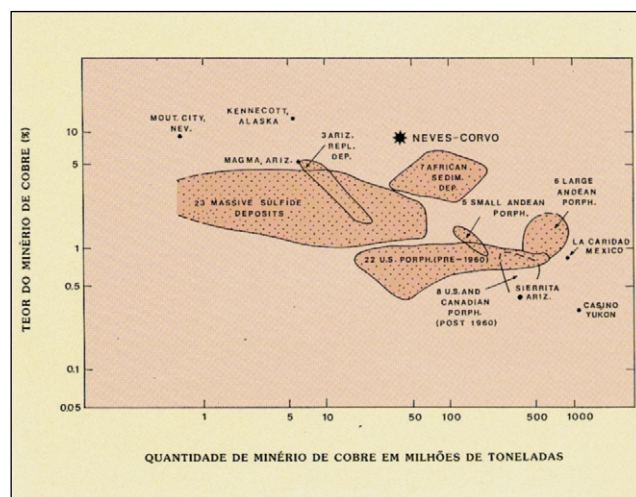 TEOR DO MINÉRIO DE COBRE (%)
10
5
1
0.5
0.1
0.05
MOUT. CITY,
NEV.
KENNECOTT,
ALASKA
3 ARIZ.
REPL.
DEP.
MAGMA, ARIZ.
NEVES-CORVO
7 AFRICAN
SEDIM.
DEP.
6 LARGE
ANDEAN
PORPH.
23 MASSIVE SULFIDE
DEPOSITS
5 SMALL ANDEAN
PORPH.
22 U.S. PORPH.(PRE-1960)
LA CARIDAD
MEXICO
8 U.S. AND
CANADIAN
PORPH.
(POST 1960)
SIERRITA
ARIZ.
CASINO
YUKON
1 5 10 50 100 500 1000
QUANTIDADE DE MINÉRIO DE COBRE EM MILHÕES DE TONELADAS